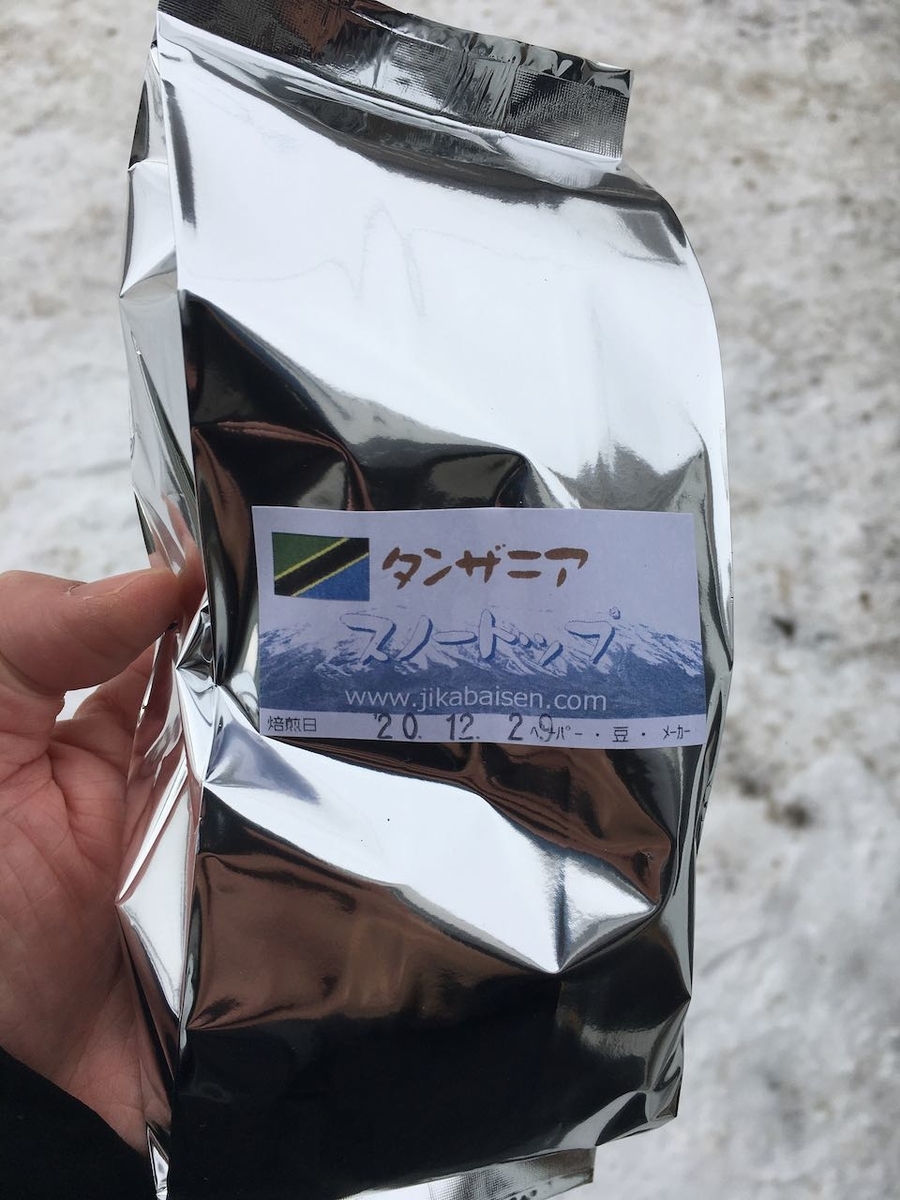 タンザニア
スノートップ
www.jikabaisen.com
焙煎日 '20. 12. 29 ペーパー・豆・メーカー